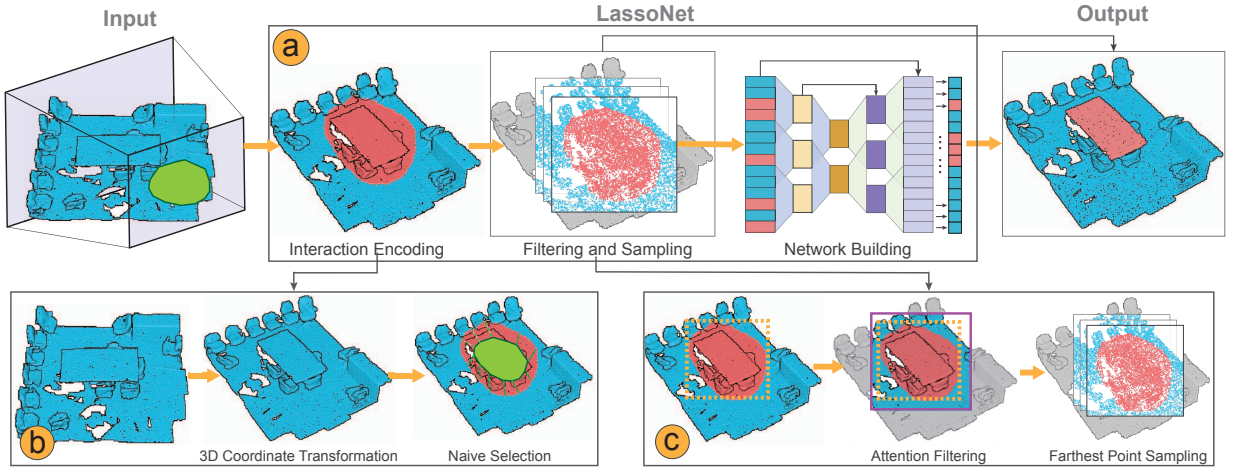 Input
LassoNet
Output
a
Interaction Encoding
Filtering and Sampling
Network Building
b
3D Coordinate Transformation
Naive Selection
c
Attention Filtering
Farthest Point Sampling